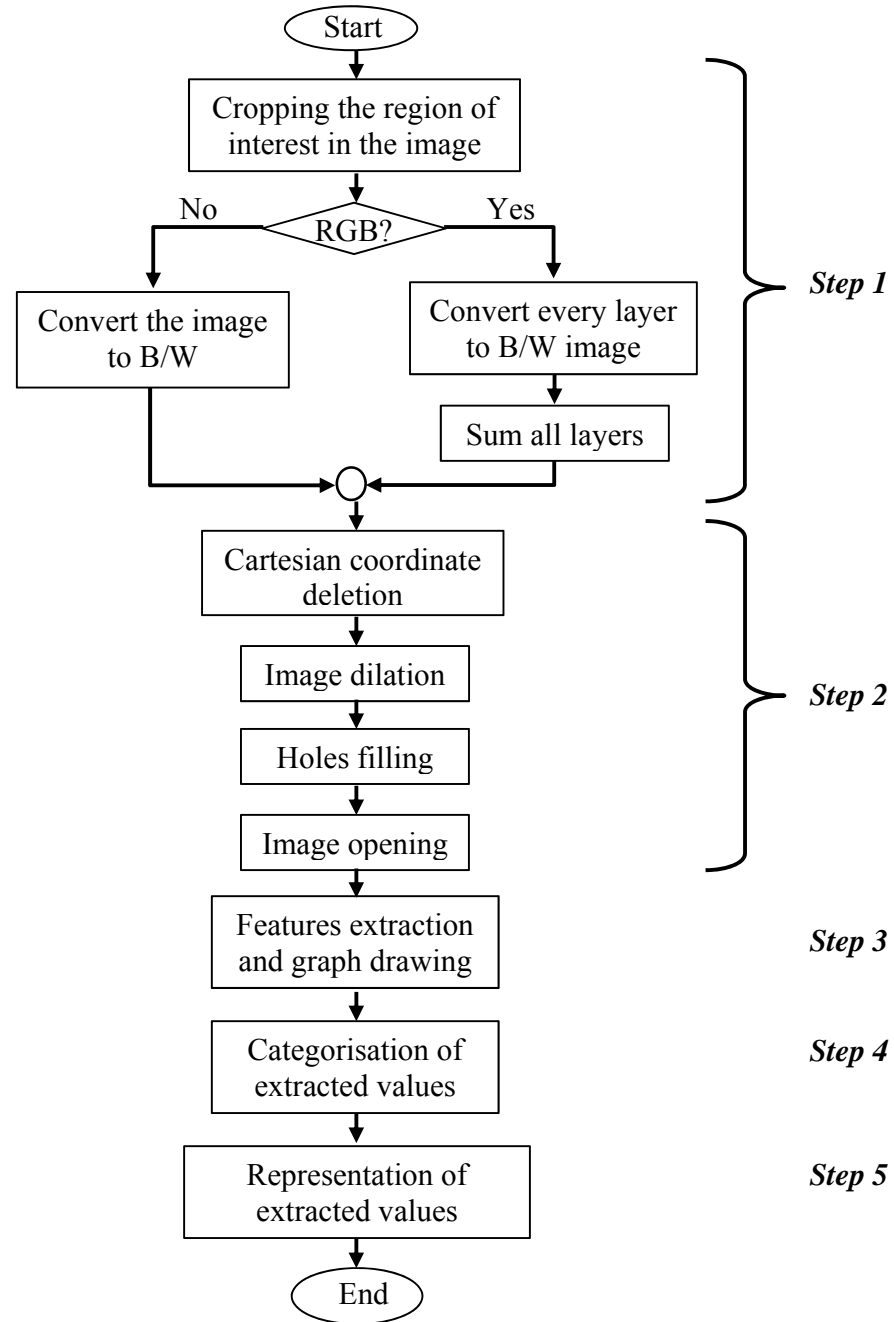 Start
Cropping the region of
interest in the image
No
Yes
RGB?
Step 1
Convert the image
to B/W
Convert every layer
to B/W image
Sum all layers
Cartesian coordinate
deletion
Image dilation
Step 2
Holes filling
Image opening
Features extraction
and graph drawing
Step 3
Categorisation of
extracted values
Step 4
Representation of
extracted values
Step 5
End